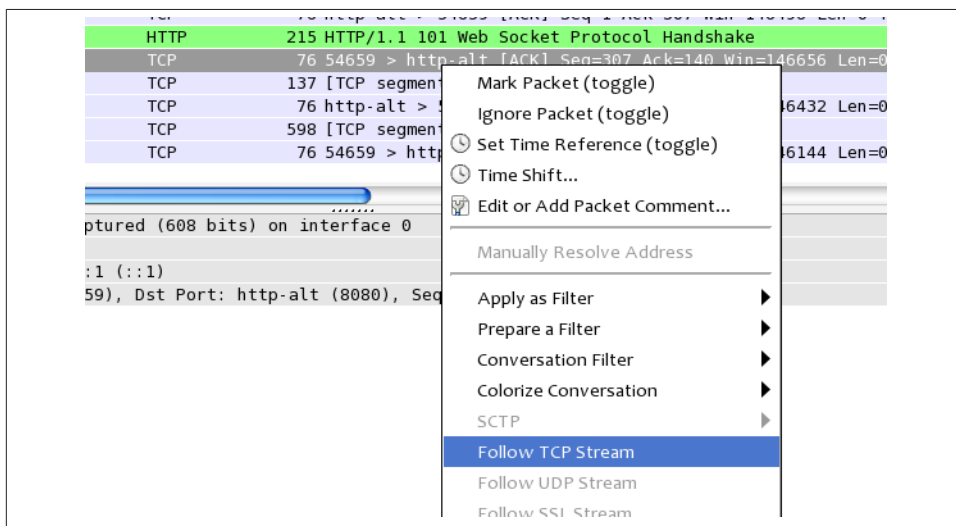 HTTP 215 HTTP/1.1 101 Web Socket Protocol Handshake
TCP 76 54659 > http-alt [ACK] Seq=307 Ack=140 Win=146656 Len=0
TCP 137 [TCP segment
TCP 76 http-alt > 46432 Len=0
TCP 598 [TCP segment
TCP 76 54659 > http 46144 Len=0
ptured (608 bits) on interface 0
:1 (::1)
59), Dst Port: http-alt (8080), Seq
Mark Packet (toggle)
Ignore Packet (toggle)
Set Time Reference (toggle)
Time Shift...
Edit or Add Packet Comment...
Manually Resolve Address
Apply as Filter
Prepare a Filter
Conversation Filter
Colorize Conversation
SCTP
Follow TCP Stream
Follow UDP Stream
Follow SSL Stream